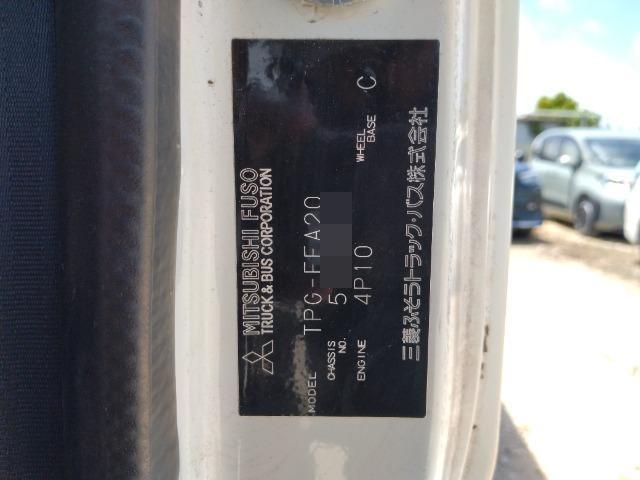 MITSUBISHI FUSO
TRUCK & BUS CORPORATION
MODEL TPG-FEA20
CHASSIS NO. 5
ENGINE 4P10 WHEEL BASE C
三菱ふそうトラック・バス株式会社